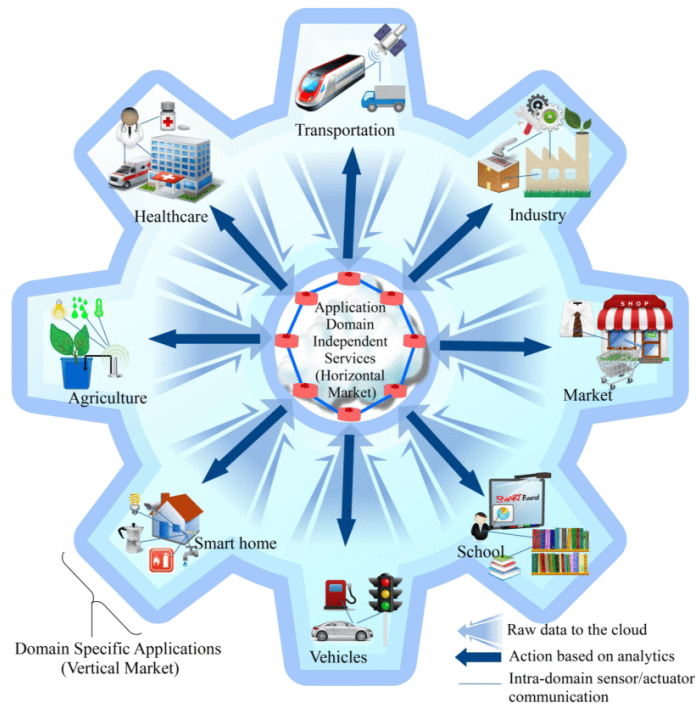 Transportation
Healthcare
Industry
SHOP
Application
Domain
Independent
Services
(Horizontal
Market)
Agriculture
Market
SMART Board
Smart home
School
Vehicles
Domain Specific Applications
(Vertical Market)
Raw data to the cloud
Action based on analytics
Intra-domain sensor/actuator
communication